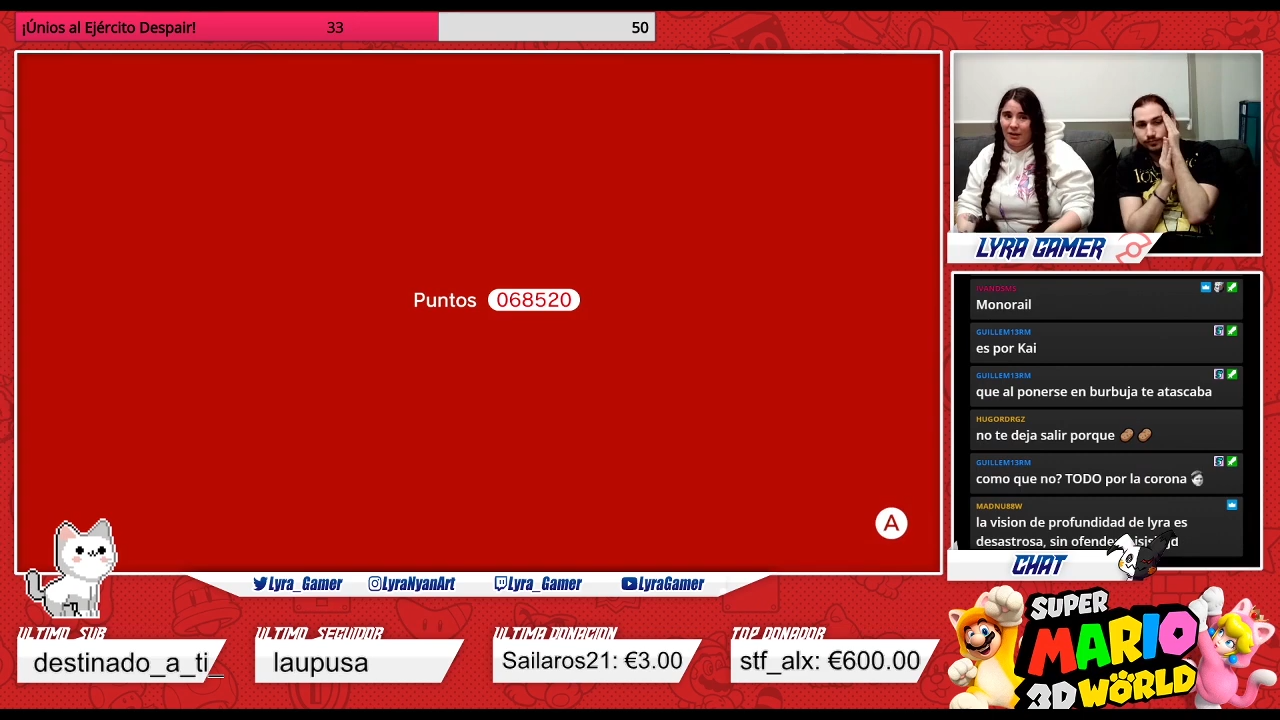 ¡Únios al Ejército Despair! 33 50
Puntos 068520
A
LYRA GAMER
IVANDSMS
Monorail
GUILLEM13RM
es por Kai
GUILLEM13RM
que al ponerse en burbuja te atascaba
HUGORDRGZ
no te deja salir porque 🥔🥔
GUILLEM13RM
como que no? TODO por la corona
MADNU88W
la vision de profundidad de lyra es
desastrosa, sin
CHAT
Lyra_Gamer LyraNyanArt Lyra_Gamer LyraGamer
ULTIMO SUB
destinado_a_ti_
ULTIMO SEGUIDOR
laupusa
ULTIMA DONACION
Sailaros21: €3.00
TOP DONADOR
stf_alx: €600.00
SUPER
MARIO
3D WORLD